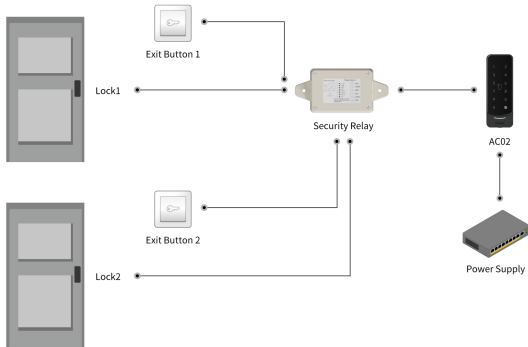 Exit Button 1
Lock1
Security Relay
AC02
Exit Button 2
Lock2
Power Supply